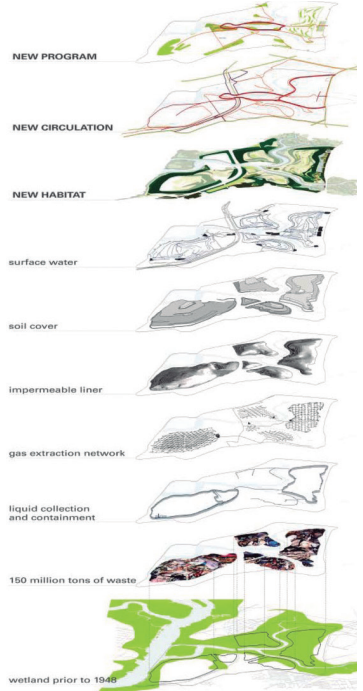 NEW PROGRAM
NEW CIRCULATION
NEW HABITAT
surface water
soil cover
impermeable liner
gas extraction network
liquid collection
and containment
150 million tons of waste
wetland prior to 1948